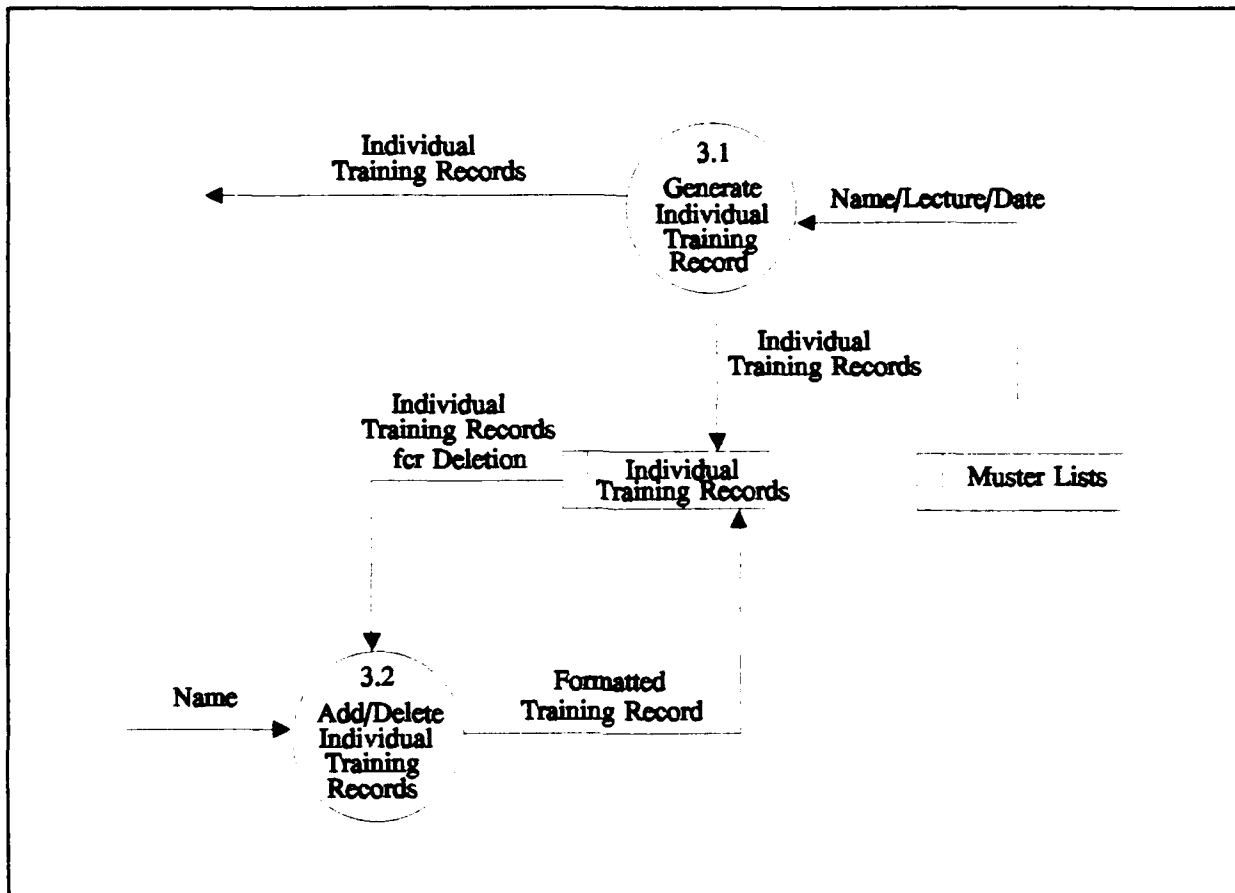 Individual
Training Records
3.1
Generate
Individual
Training
Record
Name/Lecture/Date
Individual
Training Records
Individual
Training Records
fcr Deletion
Individual
Training Records
Muster Lists
Name
3.2
Add/Delete
Individual
Training
Records
Formatted
Training Record